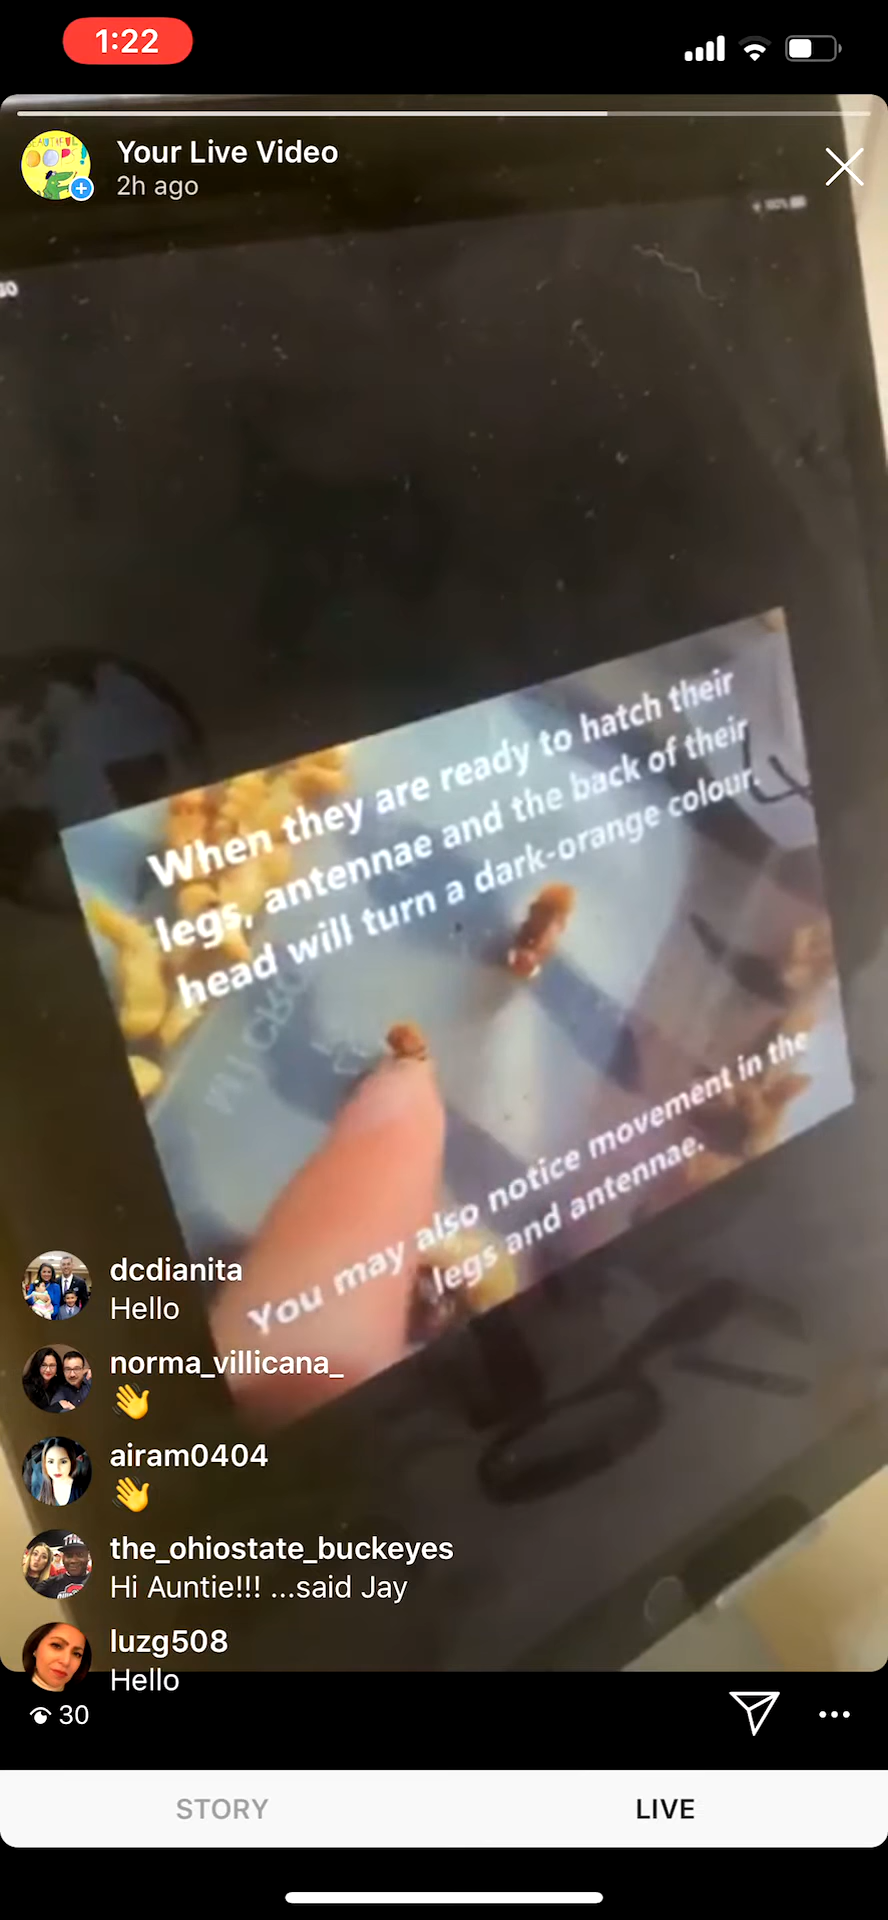 1:22
Your Live Video
2h ago
When they are ready to hatch their
legs, antennae and the back of their
head will turn a dark-orange colour.
You may also notice movement in the
legs and antennae.
dcdianita
Hello
norma_villicana_
👋
airam0404
👋
the_ohiostate_buckeyes
Hi Auntie!!! ...said Jay
luzg508
Hello
30
STORY
LIVE